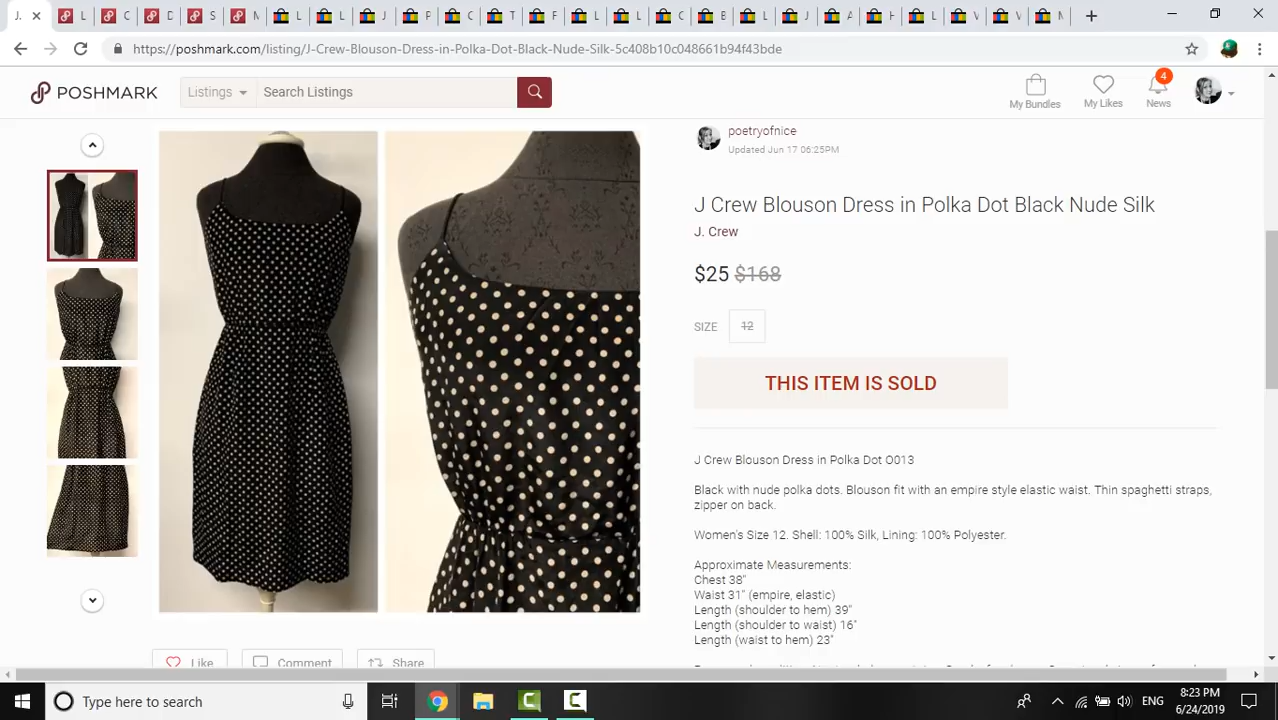 J.
L
C
D
S
M
L
L
J
P
C
T
F
L
L
C
B
L
J
A
H
L
V
V
M
https://poshmark.com/listing/J-Crew-Blouson-Dress-in-Polka-Dot-Black-Nude-Silk-5c408b10c048661b94f43bde
POSHMARK
Listings
Search Listings
My Bundles
My Likes
4
News
poetryofnice
Updated Jun 17 06:25PM
J Crew Blouson Dress in Polka Dot Black Nude Silk
J. Crew
$25 $168
SIZE 12
THIS ITEM IS SOLD
J Crew Blouson Dress in Polka Dot O013
Black with nude polka dots. Blouson fit with an empire style elastic waist. Thin spaghetti straps,
zipper on back.
Women's Size 12. Shell: 100% Silk, Lining: 100% Polyester.
Approximate Measurements:
Chest 38"
Waist 31" (empire, elastic)
Length (shoulder to hem) 39"
Length (shoulder to waist) 16"
Length (waist to hem) 23"
Like
Comment
Share
Type here to search
ENG
8:23 PM
6/24/2019